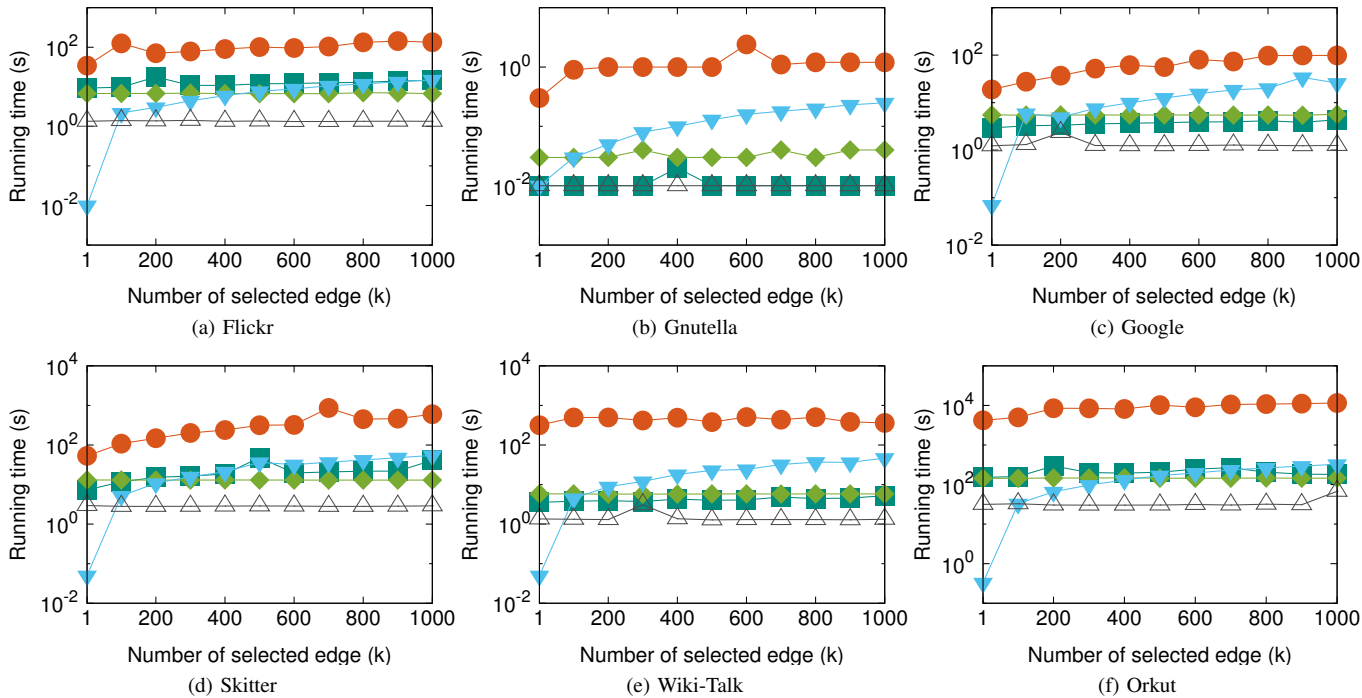 Running time (s)
10^2
10^0
10^-2
1 200 400 600 800 1000
Number of selected edge (k)
(a) Flickr
Running time (s)
10^0
10^-2
1 200 400 600 800 1000
Number of selected edge (k)
(b) Gnutella
Running time (s)
10^2
10^0
10^-2
1 200 400 600 800 1000
Number of selected edge (k)
(c) Google
Running time (s)
10^4
10^2
10^0
10^-2
1 200 400 600 800 1000
Number of selected edge (k)
(d) Skitter
Running time (s)
10^4
10^2
10^0
10^-2
1 200 400 600 800 1000
Number of selected edge (k)
(e) Wiki-Talk
Running time (s)
10^4
10^2
10^0
1 200 400 600 800 1000
Number of selected edge (k)
(f) Orkut